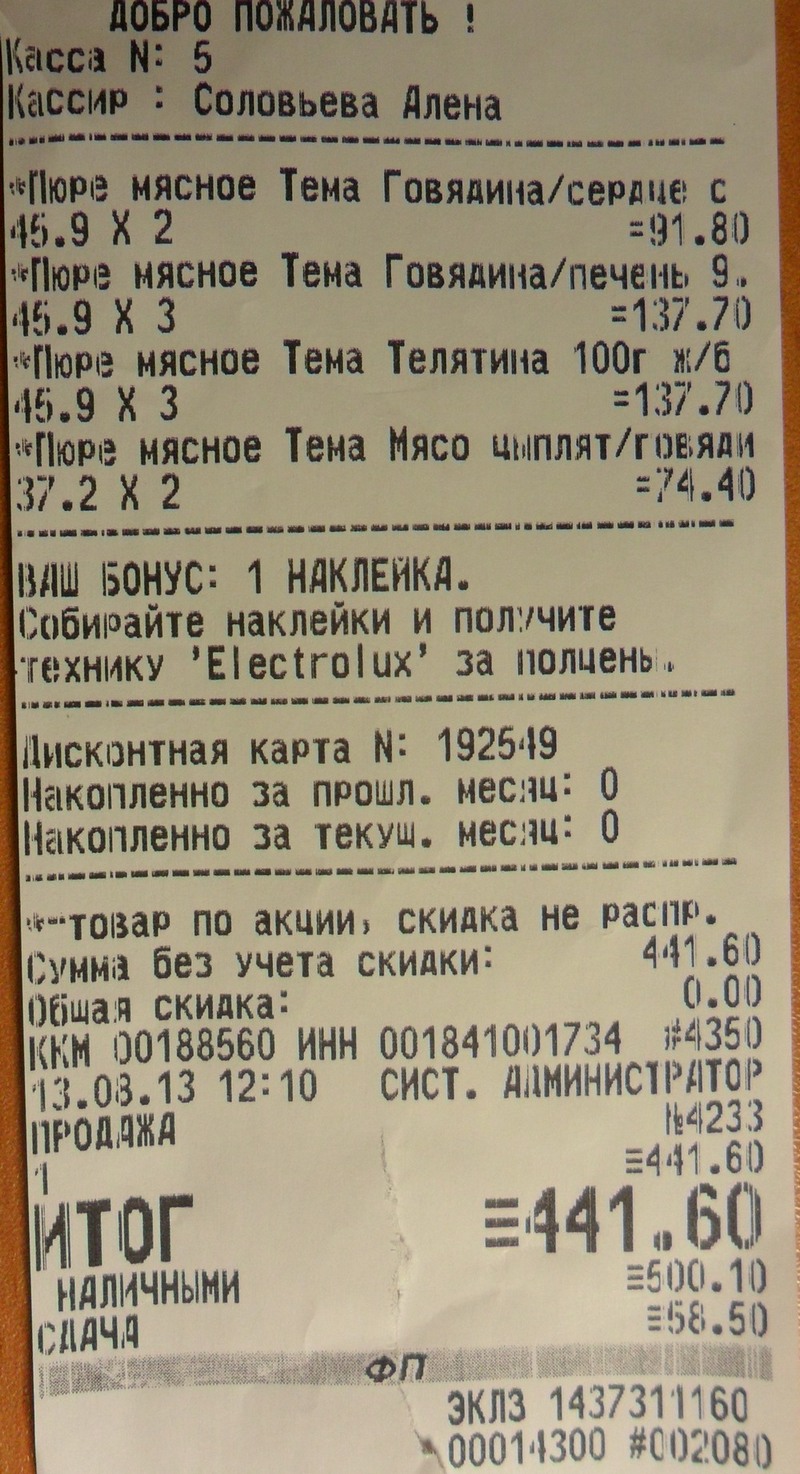 ДОБРО ПОЖАЛОВАТЬ !
Касса N: 5
Кассир : Соловьева Алена
*Пюре мясное Тема Говядина/сердце с
45.9 X 2 =91.80
*Пюре мясное Тема Говядина/печень 9.
45.9 X 3 =137.70
*Пюре мясное Тема Телятина 100г ж/б
45.9 X 3 =137.70
*Пюре мясное Тема Мясо цыплят/говяди
37.2 X 2 =74.40
ВАШ БОНУС: 1 НАКЛЕЙКА.
Собирайте наклейки и получите
технику 'Electrolux' за полцены.
Дисконтная карта N: 192549
Накопленно за прошл. месяц: 0
Накопленно за текущ. месяц: 0
*-товар по акции, скидка не распр.
Сумма без учета скидки: 441.60
Общая скидка: 0.00
ККМ 00188560 ИНН 001841001734 #4350
13.03.13 12:10 СИСТ. АДМИНИСТРАТОР
ПРОДАЖА №4233
1 ≡441.60
ИТОГ ≡441.60
НАЛИЧНЫМИ ≡500.10
СДАЧА ≡58.50
ФП
ЭКЛЗ 1437311160
00014300 #002080